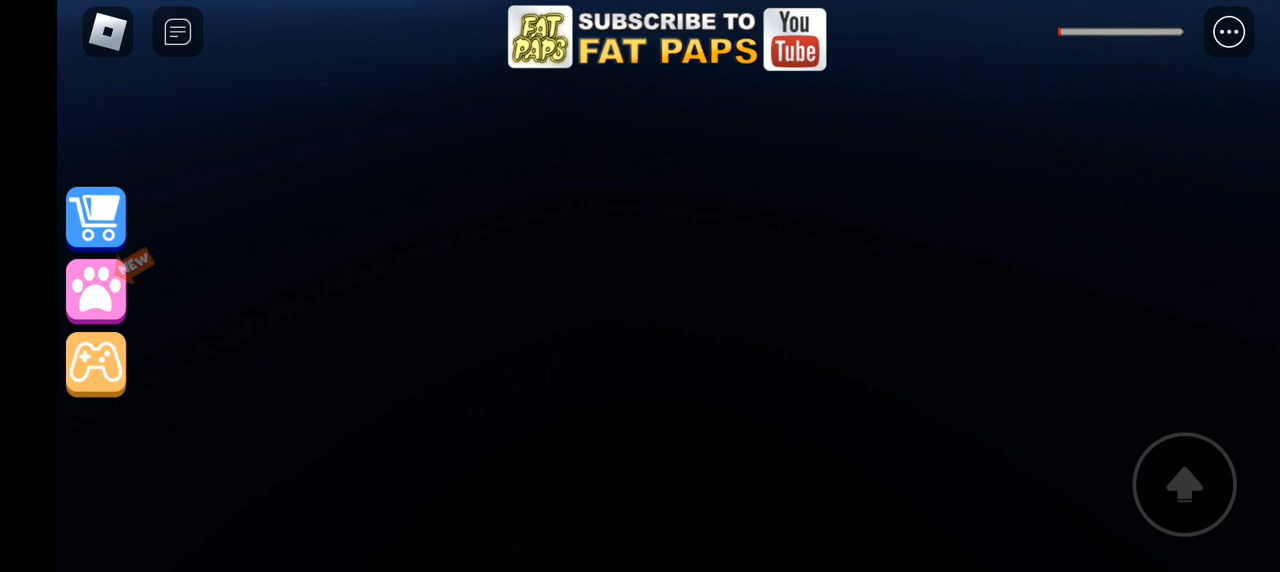 FAT
PAPS
SUBSCRIBE TO
FAT PAPS
You
Tube
NEW